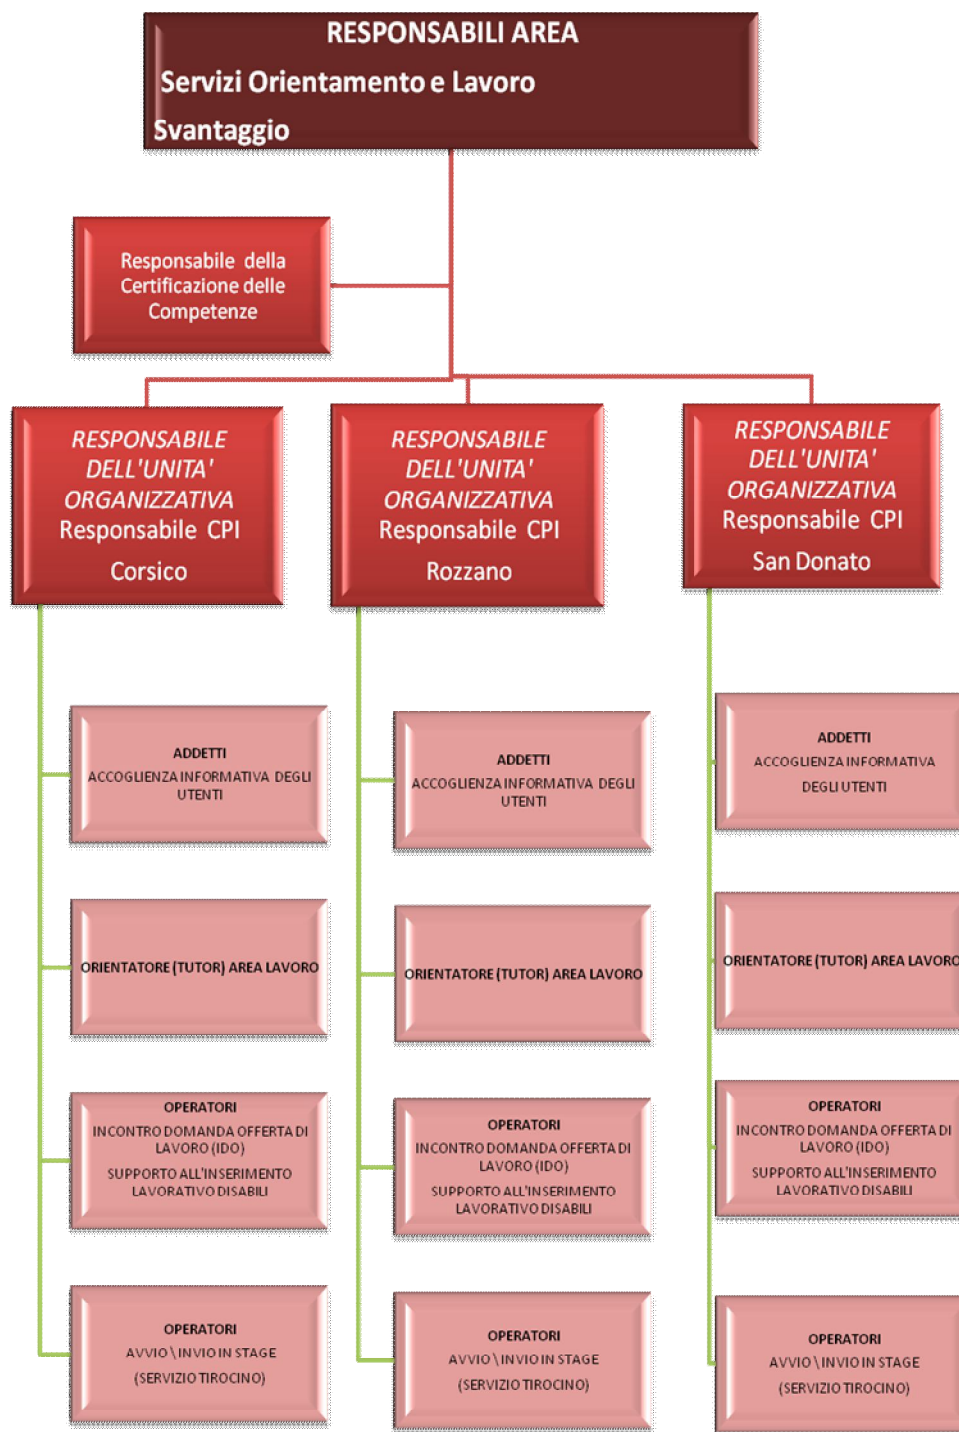 RESPONSABILI AREA
Servizi Orientamento e Lavoro
Svantaggio
Responsabile della
Certificazione delle
Competenze
RESPONSABILE
DELL'UNITA'
ORGANIZZATIVA
Responsabile CPI
Corsico
RESPONSABILE
DELL'UNITA'
ORGANIZZATIVA
Responsabile CPI
Rozzano
RESPONSABILE
DELL'UNITA'
ORGANIZZATIVA
Responsabile CPI
San Donato
ADDETTI
ACCOGLIENZA INFORMATIVA DEGLI
UTENTI
ADDETTI
ACCOGLIENZA INFORMATIVA DEGLI
UTENTI
ADDETTI
ACCOGLIENZA INFORMATIVA
DEGLI UTENTI
ORIENTATORE (TUTOR) AREA LAVORO
ORIENTATORE (TUTOR) AREA LAVORO
ORIENTATORE (TUTOR) AREA LAVORO
OPERATORI
INCONTRO DOMANDA OFFERTA DI
LAVORO (IDO)
SUPPORTO ALL'INSERIMENTO
LAVORATIVO DISABILI
OPERATORI
INCONTRO DOMANDA OFFERTA DI
LAVORO (IDO)
SUPPORTO ALL'INSERIMENTO
LAVORATIVO DISABILI
OPERATORI
INCONTRO DOMANDA OFFERTA DI
LAVORO (IDO)
SUPPORTO ALL'INSERIMENTO
LAVORATIVO DISABILI
OPERATORI
AVVIO \ INVIO IN STAGE
(SERVIZIO TIROCINO)
OPERATORI
AVVIO \ INVIO IN STAGE
(SERVIZIO TIROCINO)
OPERATORI
AVVIO \ INVIO IN STAGE
(SERVIZIO TIROCINO)